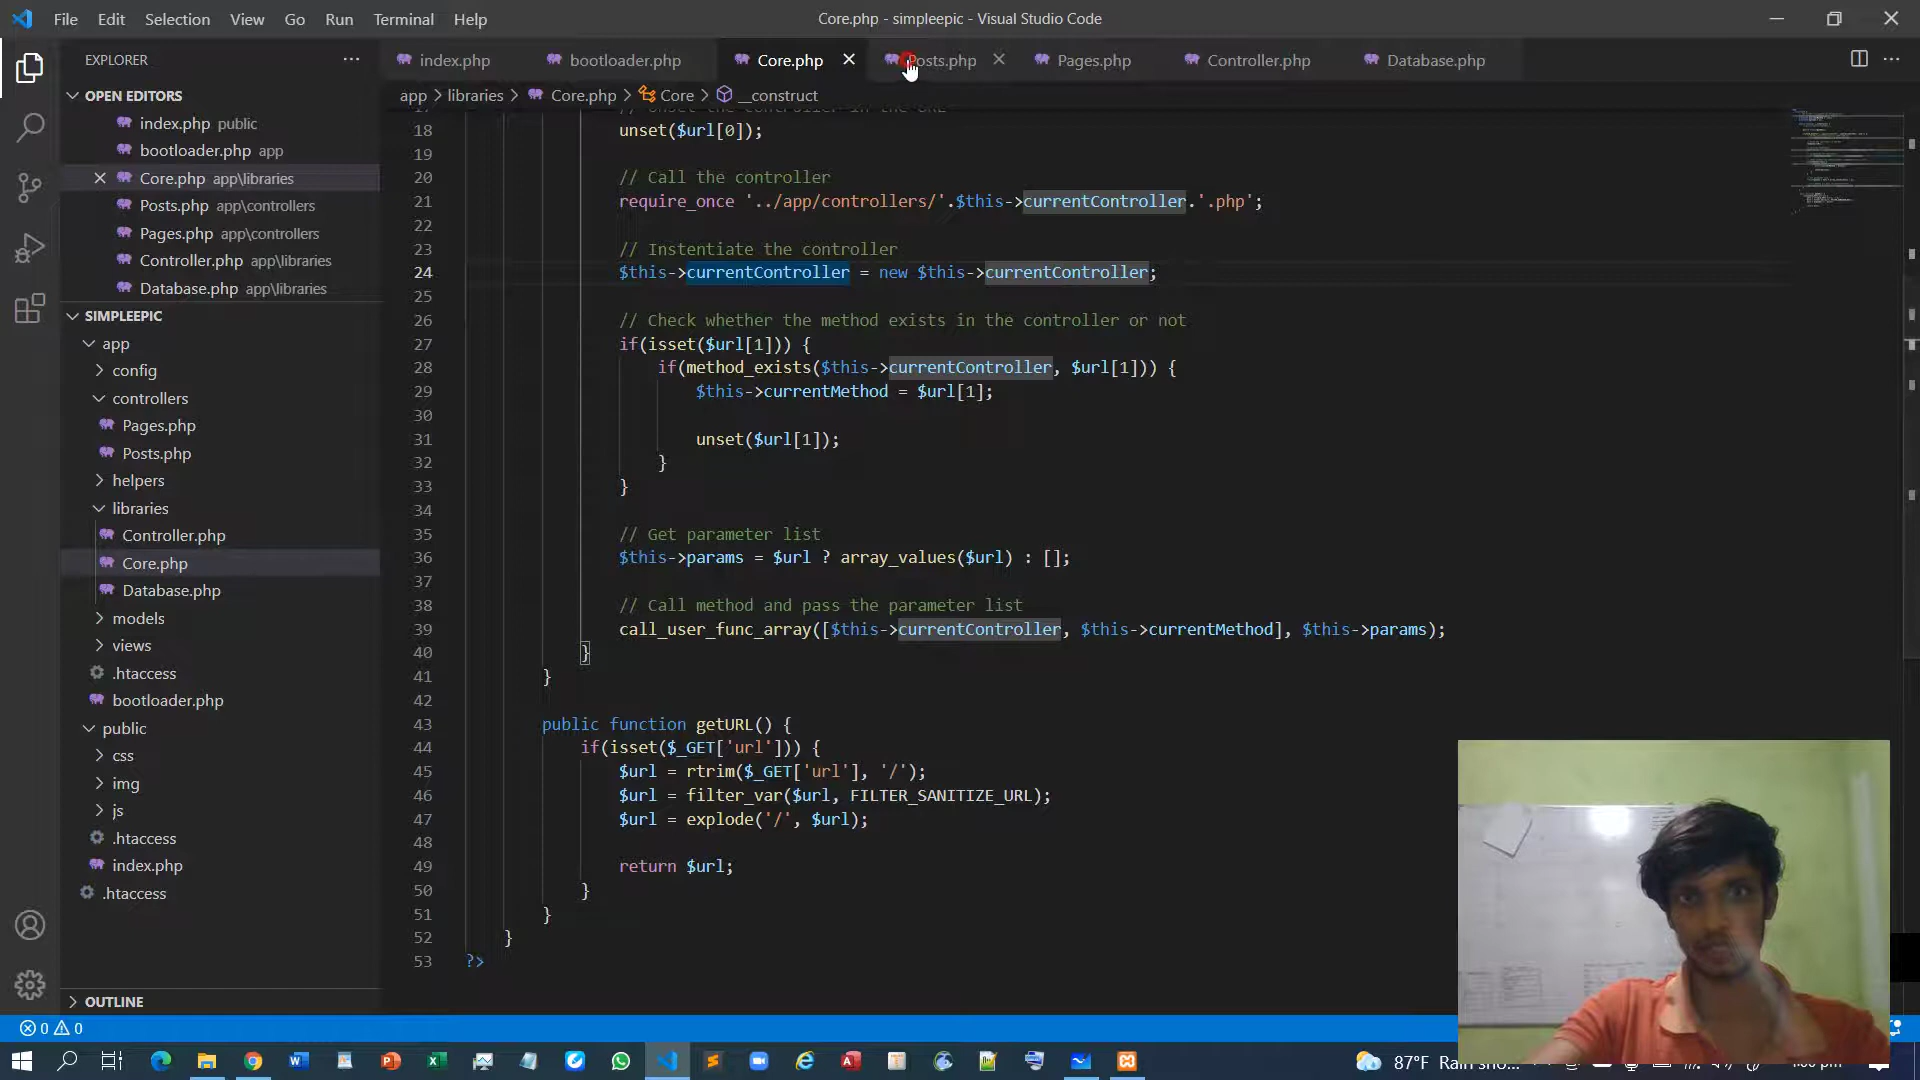 File Edit Selection View Go Run Terminal Help
Core.php - simpleepic - Visual Studio Code
EXPLORER
index.php
bootloader.php
Core.php
Posts.php
Pages.php
Controller.php
Database.php
app > libraries > Core.php > Core > __construct
OPEN EDITORS
index.php public
bootloader.php app
Core.php app\libraries
Posts.php app\controllers
Pages.php app\controllers
Controller.php app\libraries
Database.php app\libraries
SIMPLEEPIC
app
config
controllers
Pages.php
Posts.php
helpers
libraries
Controller.php
Core.php
Database.php
models
views
.htaccess
bootloader.php
public
css
img
js
.htaccess
index.php
.htaccess
OUTLINE
18 unset($url[0]);
19
20 // Call the controller
21 require_once '../app/controllers/'.$this->currentController.'.php';
22
23 // Instentiate the controller
24 $this->currentController = new $this->currentController;
25
26 // Check whether the method exists in the controller or not
27 if(isset($url[1])) {
28 if(method_exists($this->currentController, $url[1])) {
29 $this->currentMethod = $url[1];
30
31 unset($url[1]);
32 }
33 }
34
35 // Get parameter list
36 $this->params = $url ? array_values($url) : [];
37
38 // Call method and pass the parameter list
39 call_user_func_array([$this->currentController, $this->currentMethod], $this->params);
40 }
41 }
42
43 public function getURL() {
44 if(isset($_GET['url'])) {
45 $url = rtrim($_GET['url'], '/');
46 $url = filter_var($url, FILTER_SANITIZE_URL);
47 $url = explode('/', $url);
48
49 return $url;
50 }
51 }
52 }
53 ?>
0 0
87°F Rain sho...